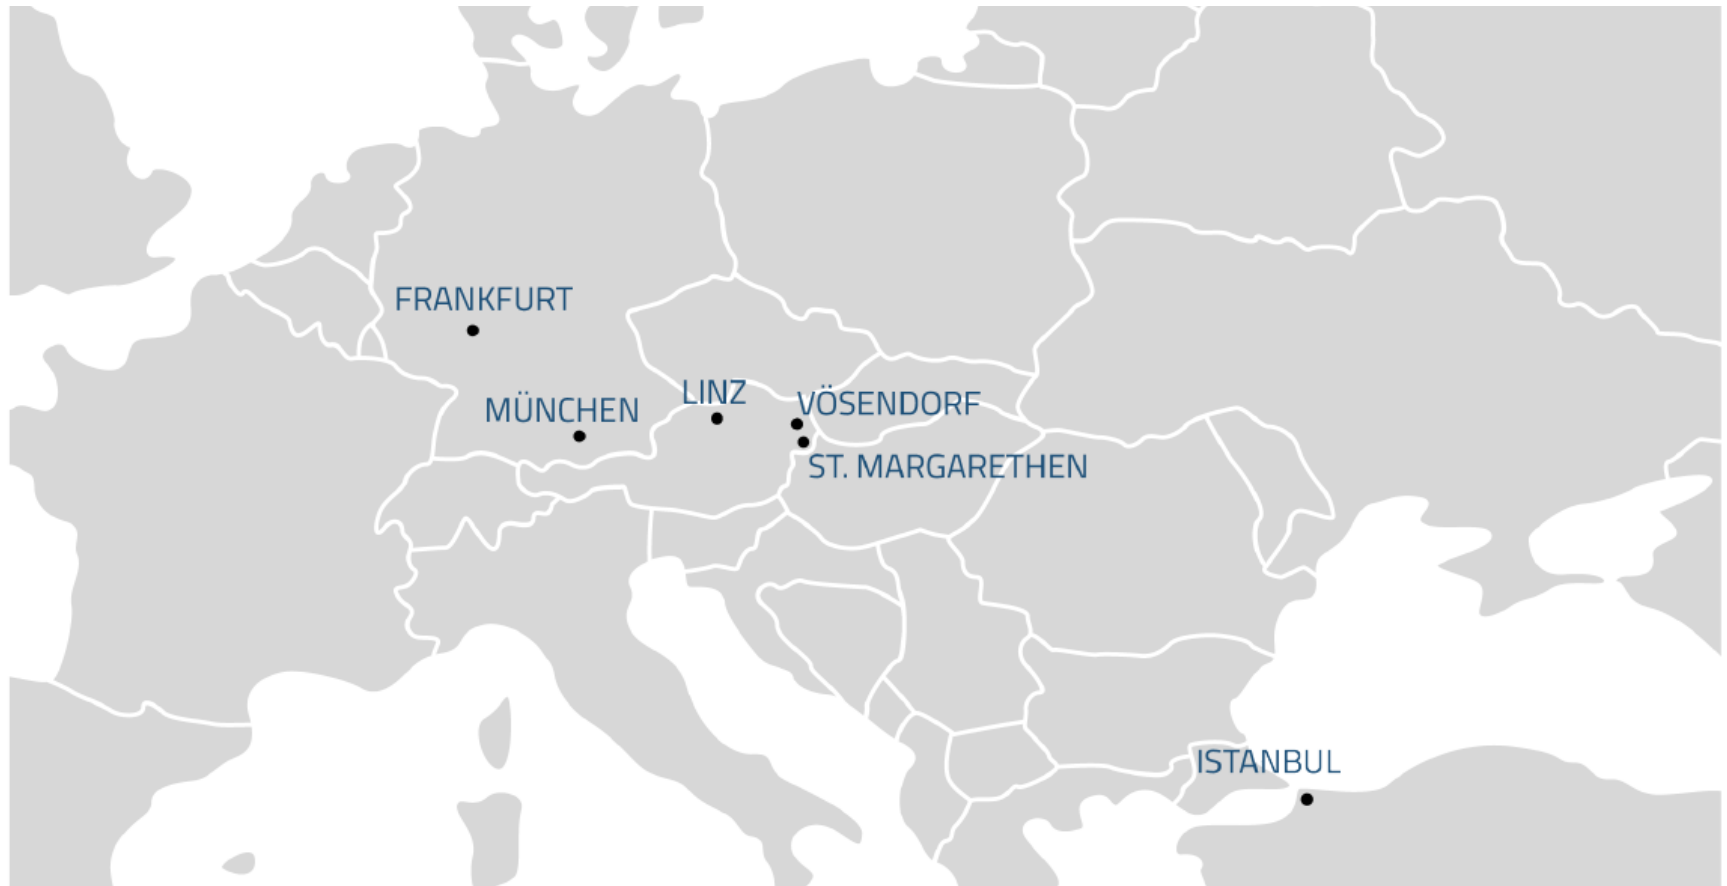 FRANKFURT
LINZ
MÜNCHEN
VÖSENDORF
ST. MARGARETHEN
ISTANBUL